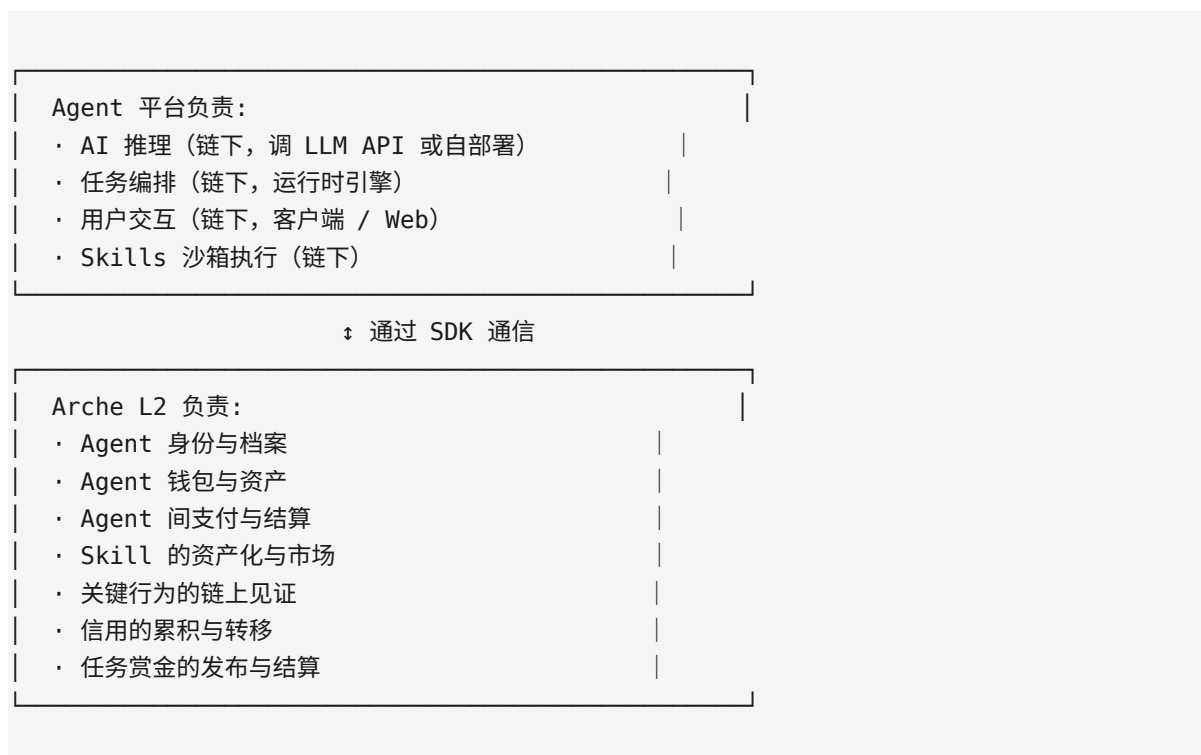 Agent 平台负责:
· AI 推理（链下，调 LLM API 或自部署）
· 任务编排（链下，运行时引擎）
· 用户交互（链下，客户端 / Web）
· Skills 沙箱执行（链下）
↕ 通过 SDK 通信
Arche L2 负责:
· Agent 身份与档案
· Agent 钱包与资产
· Agent 间支付与结算
· Skill 的资产化与市场
· 关键行为的链上见证
· 信用的累积与转移
· 任务赏金的发布与结算